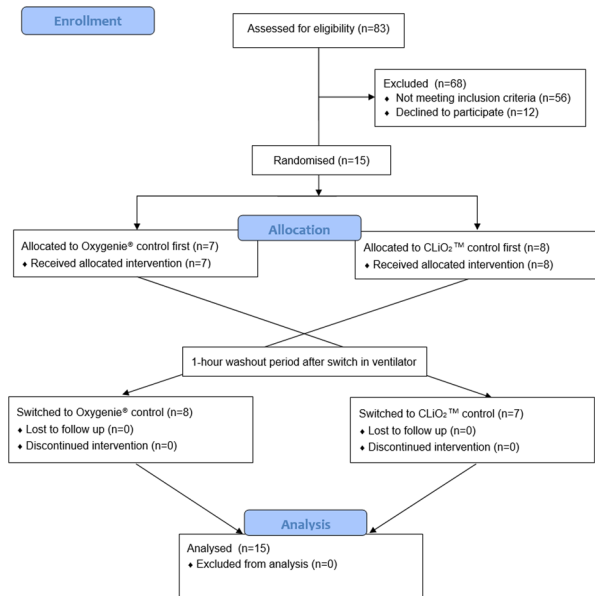 Enrollment
Assessed for eligibility (n=83)
Excluded (n=68)
♦ Not meeting inclusion criteria (n=56)
♦ Declined to participate (n=12)
Randomised (n=15)
Allocation
Allocated to Oxygenie® control first (n=7)
♦ Received allocated intervention (n=7)
Allocated to CLiO₂™ control first (n=8)
♦ Received allocated intervention (n=8)
1-hour washout period after switch in ventilator
Switched to Oxygenie® control (n=8)
♦ Lost to follow up (n=0)
♦ Discontinued intervention (n=0)
Switched to CLiO₂™ control (n=7)
♦ Lost to follow up (n=0)
♦ Discontinued intervention (n=0)
Analysis
Analysed (n=15)
♦ Excluded from analysis (n=0)